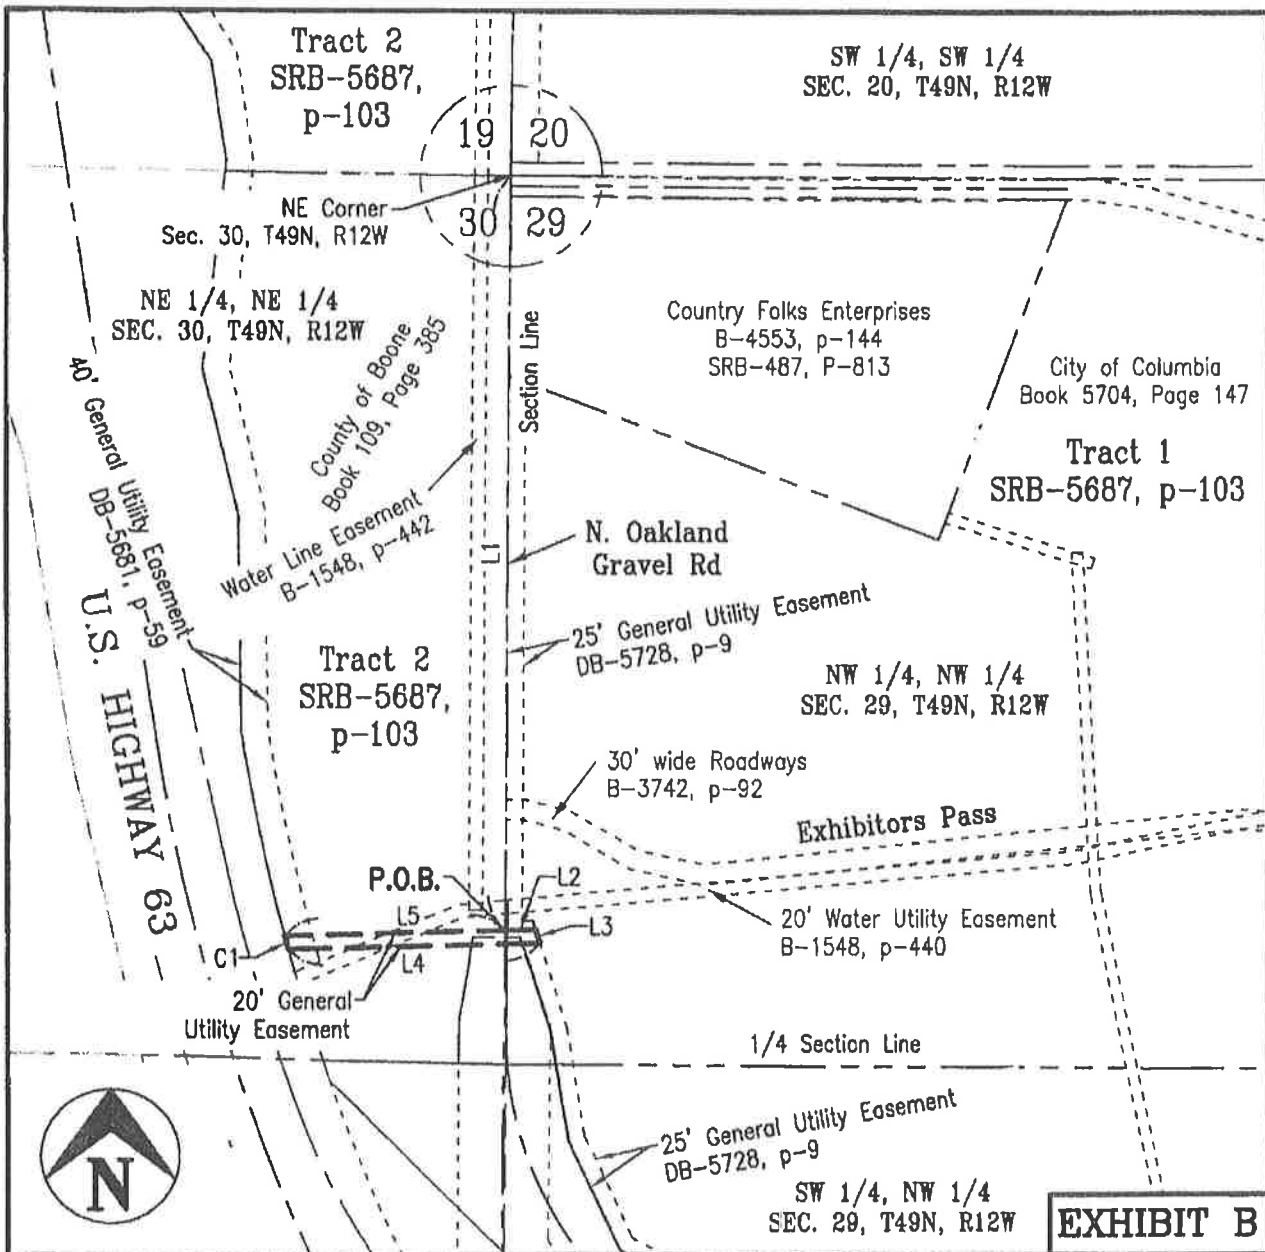 Tract 2
SRB-5687,
p-103
SW 1/4, SW 1/4
SEC. 20, T49N, R12W
19
20
30
29
NE Corner
Sec. 30, T49N, R12W
NE 1/4, NE 1/4
SEC. 30, T49N, R12W
County of Boone
Book 109, Page 385
Section Line
Country Folks Enterprises
B-4553, p-144
SRB-487, P-813
City of Columbia
Book 5704, Page 147
Tract 1
SRB-5687, p-103
40' General Utility Easement
DB-5681, p-59
Water Line Easement
B-1548, p-442
L1
N. Oakland
Gravel Rd
25' General Utility Easement
DB-5728, p-9
U.S. HIGHWAY 63
Tract 2
SRB-5687,
p-103
NW 1/4, NW 1/4
SEC. 29, T49N, R12W
30' wide Roadways
B-3742, p-92
Exhibitors Pass
P.O.B.
L2
L5
L3
C1
L4
20' Water Utility Easement
B-1548, p-440
20' General
Utility Easement
1/4 Section Line
25' General Utility Easement
DB-5728, p-9
SW 1/4, NW 1/4
SEC. 29, T49N, R12W
N
EXHIBIT B